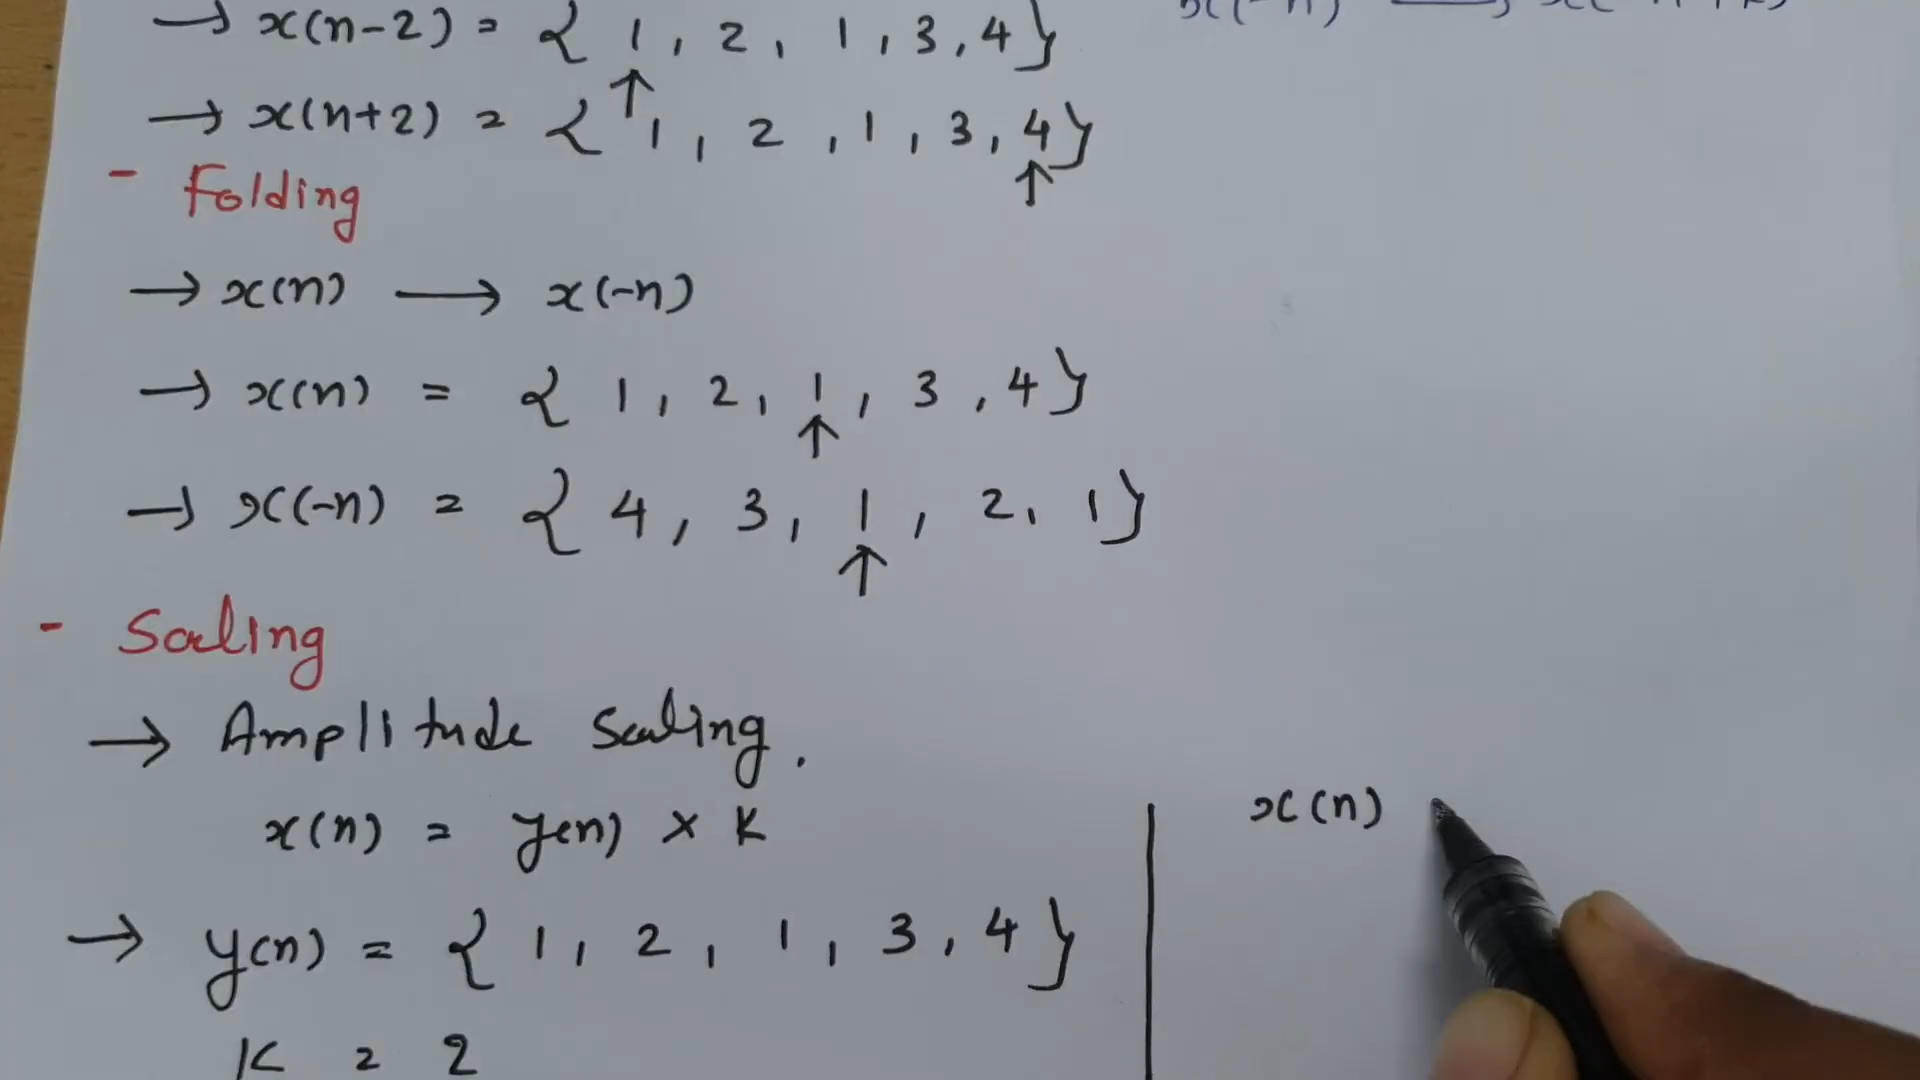 → x(n-2) = { 1, 2, 1, 3, 4 }
↑
→ x(n+2) = { 1, 2, 1, 3, 4 }
↑
- Folding
→ x(n) → x(-n)
→ x(n) = { 1, 2, 1, 3, 4 }
↑
→ x(-n) = { 4, 3, 1, 2, 1 }
↑
- Scaling
→ Amplitude Scaling.
x(n) = y(n) × K
→ y(n) = { 1, 2, 1, 3, 4 }
K = 2
x(n)